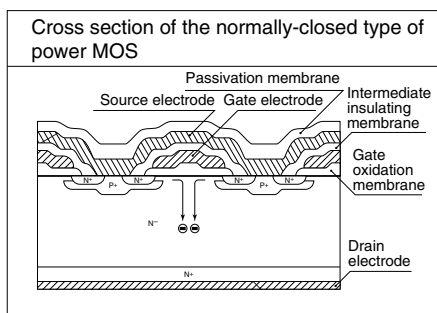 Cross section of the normally-closed type of
power MOS
Passivation membrane
Source electrode
Gate electrode
Intermediate
insulating
membrane
Gate
oxidation
membrane
N+
N+
N+
N+
P+
P+
N−
N+
Drain
electrode